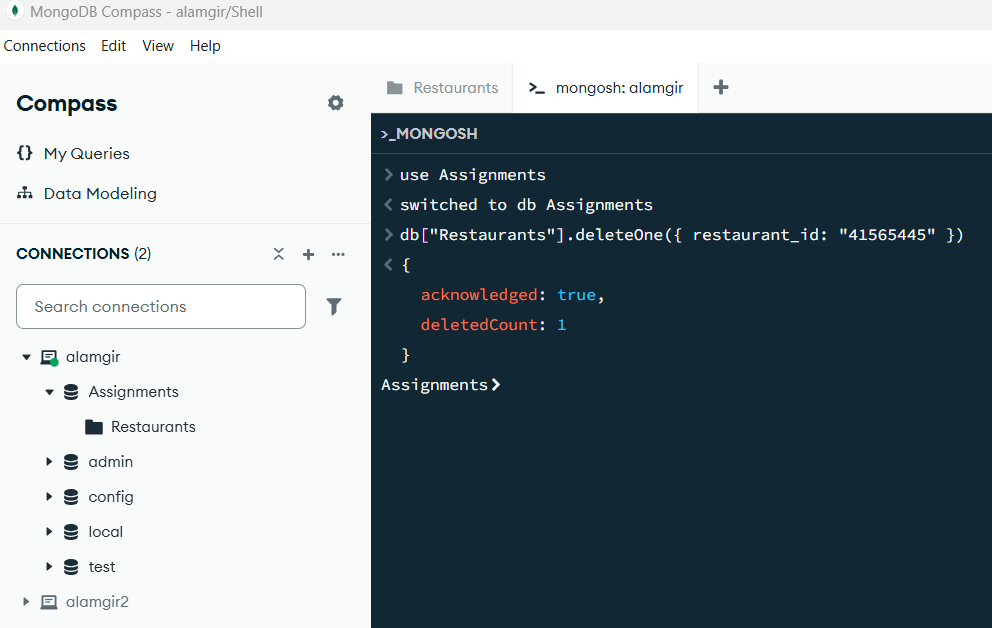 MongoDB Compass - alamgir/Shell
Connections Edit View Help
Compass
My Queries
Data Modeling
CONNECTIONS (2)
Search connections
alamgir
Assignments
Restaurants
admin
config
local
test
alamgir2
Restaurants
>_ mongosh: alamgir
>_MONGOSH
> use Assignments
< switched to db Assignments
> db["Restaurants"].deleteOne({ restaurant_id: "41565445" })
< {
acknowledged: true,
deletedCount: 1
}
Assignments>